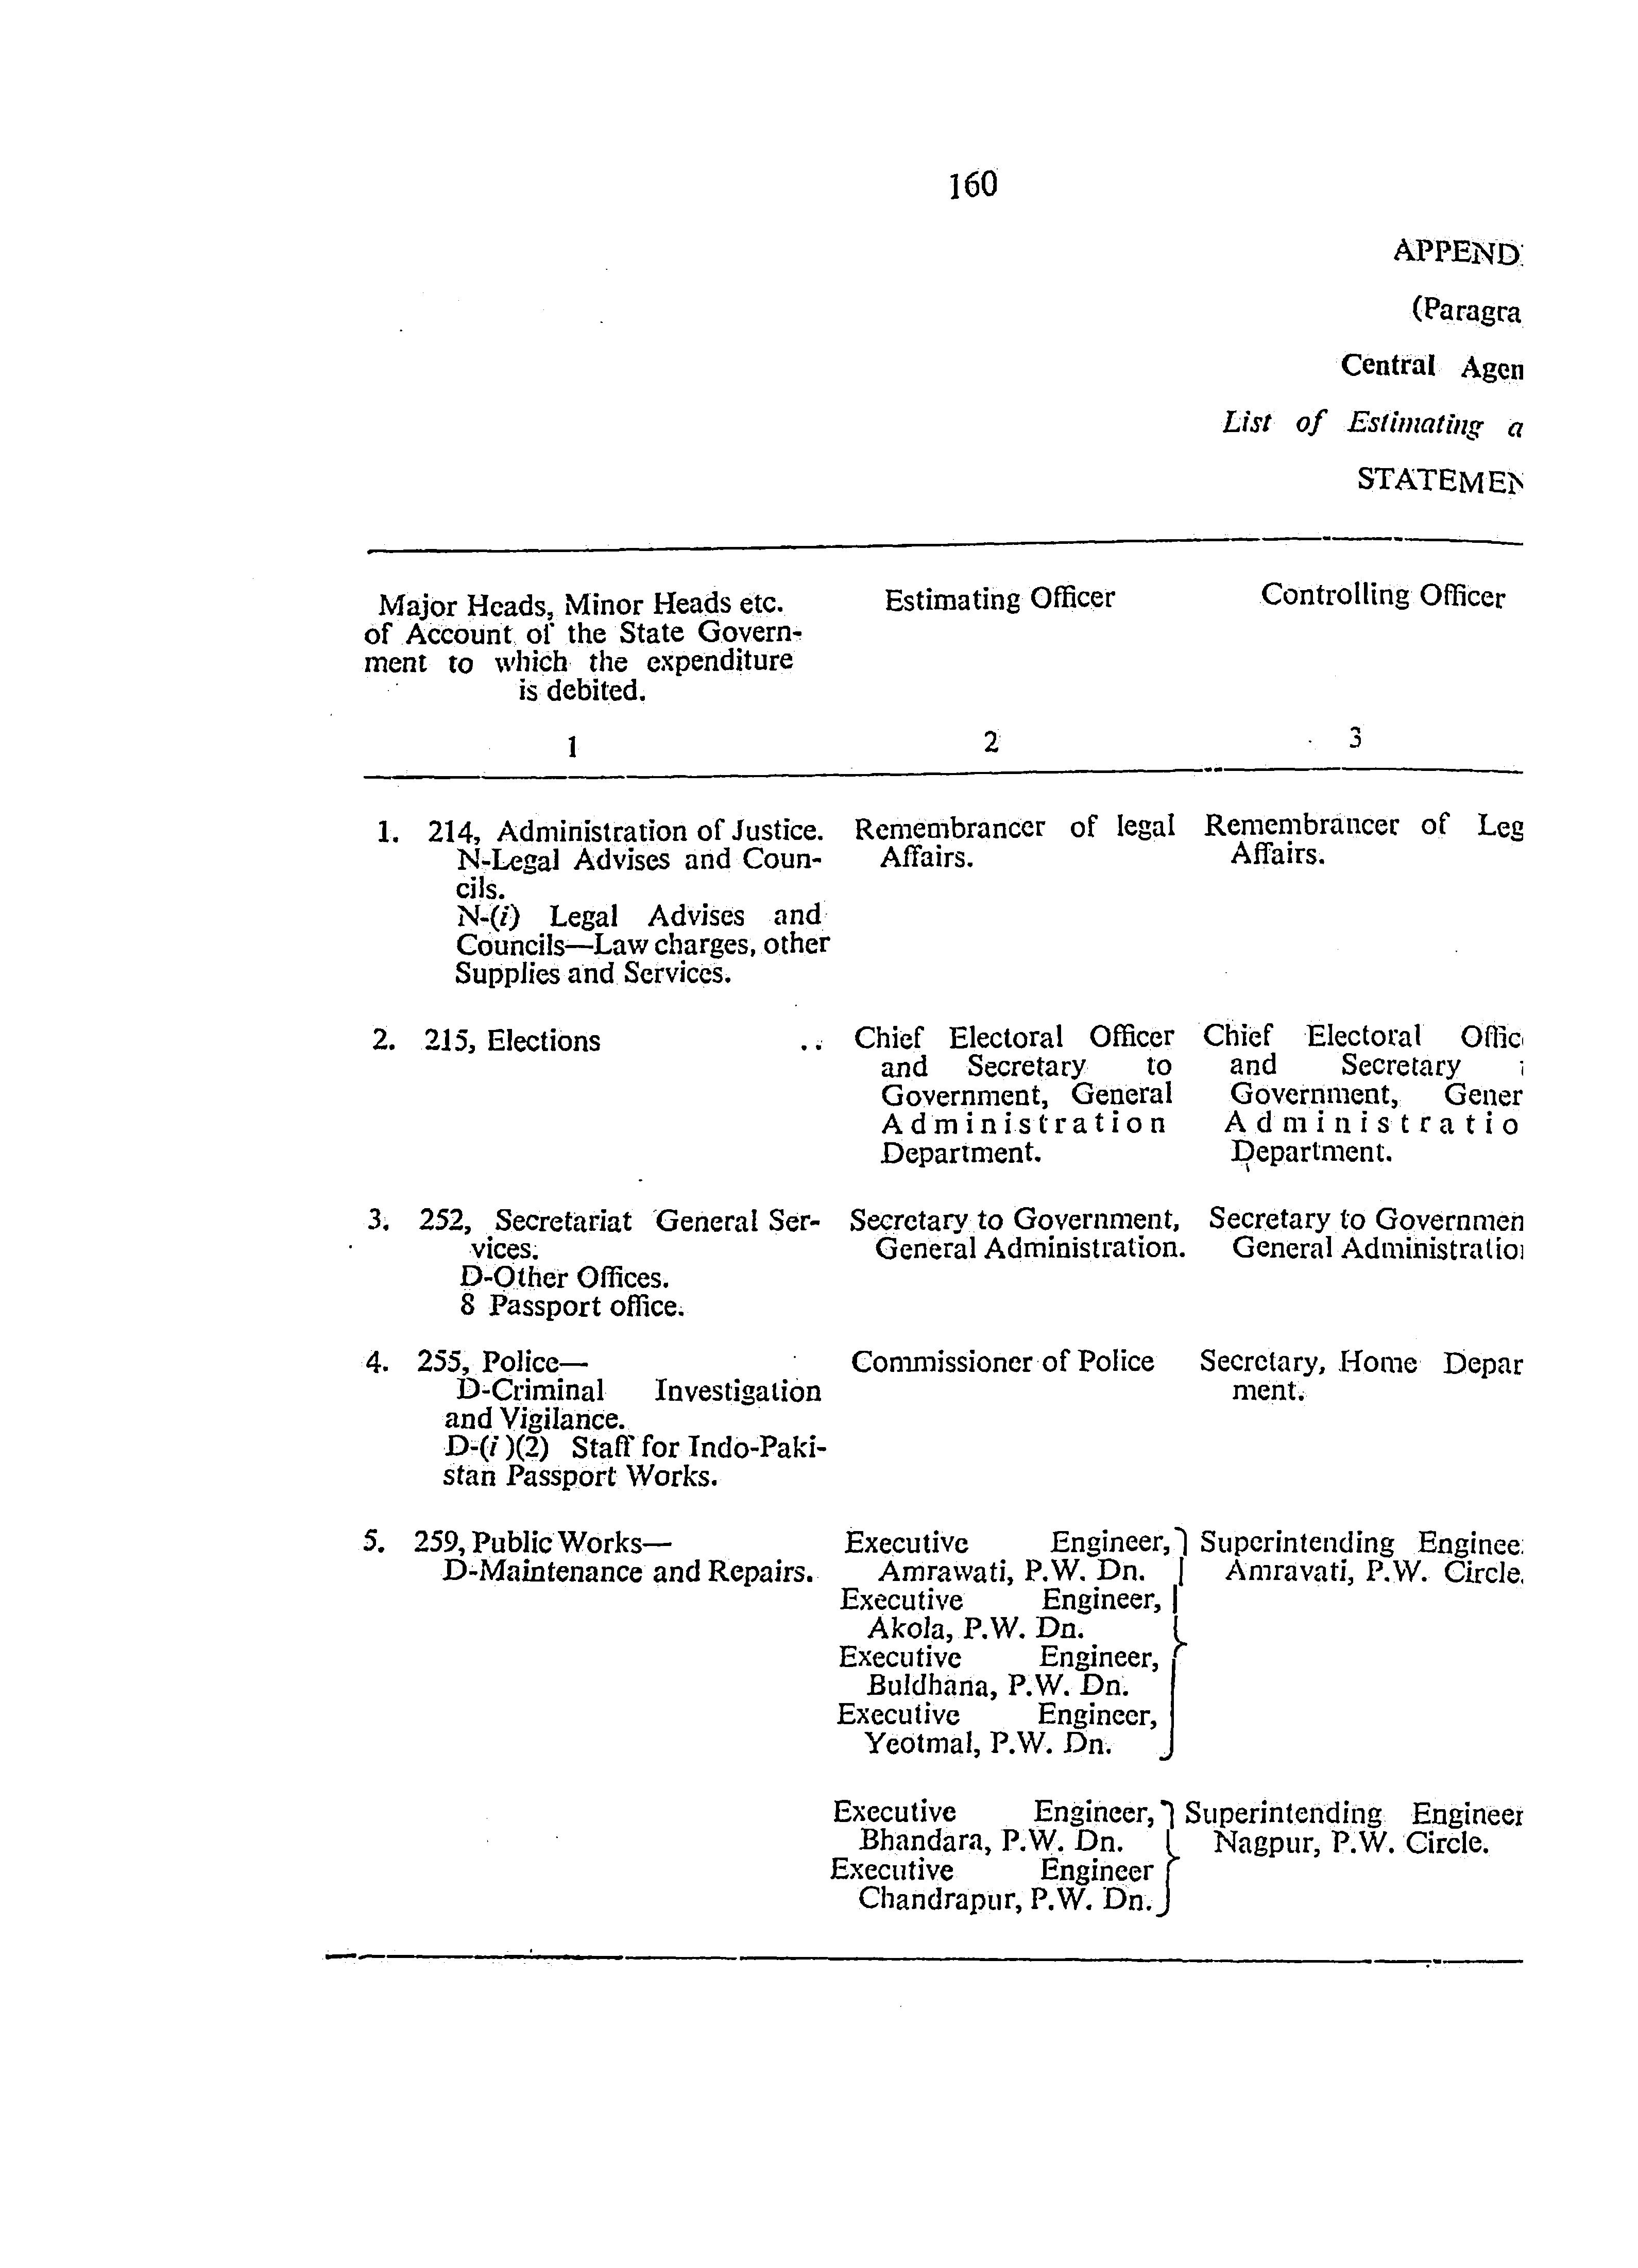 160
APPEND
(Paragra
Central Agen
List of Estimating a
STATEMEN
Major Heads, Minor Heads etc.
of Account of the State Govern-
ment to which the expenditure
is debited.
Estimating Officer
Controlling Officer
1
2
3
1. 214, Administration of Justice.
N-Legal Advises and Coun-
cils.
N-(i) Legal Advises and
Councils—Law charges, other
Supplies and Services.
Remembrancer of legal
Affairs.
Remembrancer of Leg
Affairs.
2. 215, Elections ..
Chief Electoral Officer
and Secretary to
Government, General
Administration
Department.
Chief Electoral Offic
and Secretary
Government, Gener
Administratio
Department.
3. 252, Secretariat General Ser-
vices.
D-Other Offices.
8 Passport office.
Secretary to Government,
General Administration.
Secretary to Governmen
General Administratio
4. 255, Police—
D-Criminal Investigation
and Vigilance.
D-(i)(2) Staff for Indo-Paki-
stan Passport Works.
Commissioner of Police
Secretary, Home Depar
ment.
5. 259, Public Works—
D-Maintenance and Repairs.
Executive Engineer,
Amrawati, P.W. Dn.
Executive Engineer,
Akola, P.W. Dn.
Executive Engineer,
Buldhana, P.W. Dn.
Executive Engineer,
Yeotmal, P.W. Dn.
Superintending Enginee
Amravati, P.W. Circle.
Executive Engineer,
Bhandara, P.W. Dn.
Executive Engineer
Chandrapur, P.W. Dn.
Superintending Engineer
Nagpur, P.W. Circle.